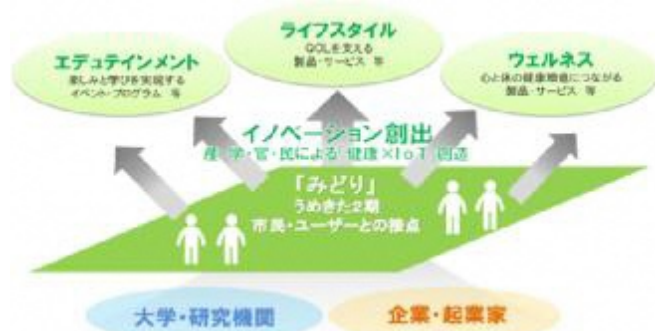 ライフスタイル
QOLを支える
製品・サービス 等
エデュテインメント
楽しみと学びを実現する
イベント・プログラム 等
ウェルネス
心と体の健康増進につながる
製品・サービス 等
イノベーション創出
産・学・官・民による「健康×IoT」創造
「みどり」
うめきた2期
市民・ユーザーとの接点
大学・研究機関
企業・起業家